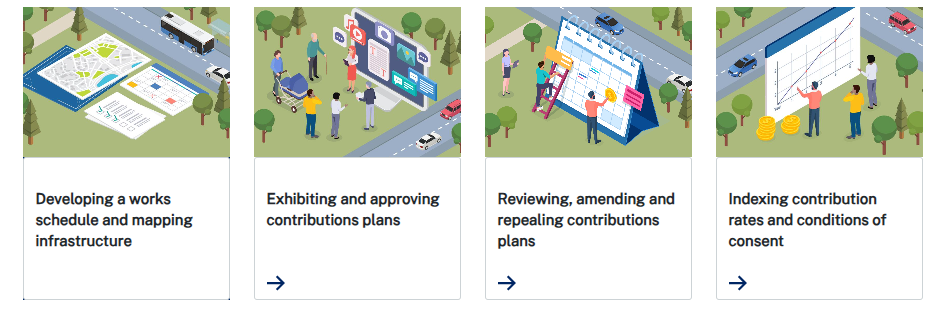 Developing a works
schedule and mapping
infrastructure
Exhibiting and approving
contributions plans
Reviewing, amending and
repealing contributions
plans
Indexing contribution
rates and conditions of
consent